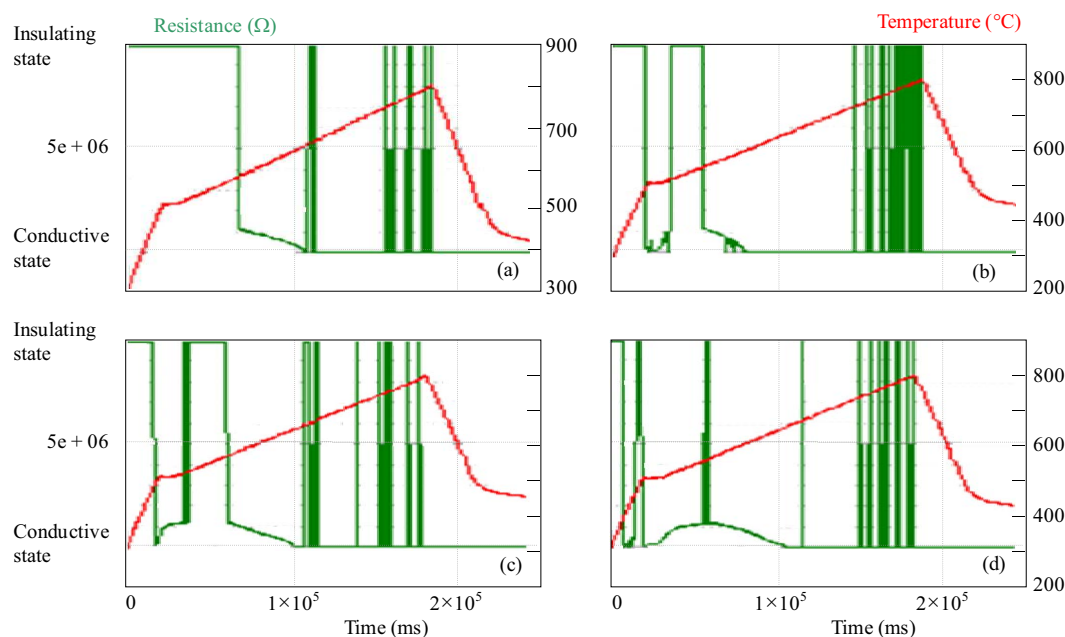 Resistance (Ω)
Temperature (°C)
Insulating
state
5e + 06
Conductive
state
900
700
500
300
(a)
800
600
400
200
(b)
Insulating
state
5e + 06
Conductive
state
(c)
800
600
400
200
(d)
0
1×10⁵
2×10⁵
0
1×10⁵
2×10⁵
Time (ms)
Time (ms)